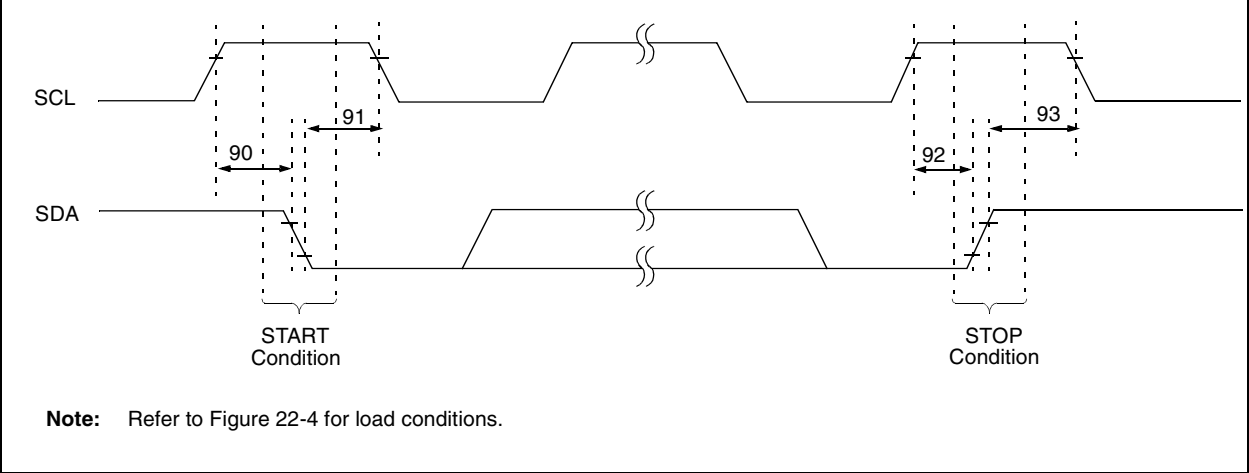 SCL
91
93
90
92
SDA
START
Condition
STOP
Condition
Note: Refer to Figure 22-4 for load conditions.